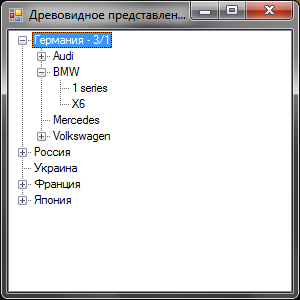 Древовидное представлен...
Германия - 3/1
Audi
BMW
1 series
X6
Mercedes
Volkswagen
Россия
Украина
Франция
Япония